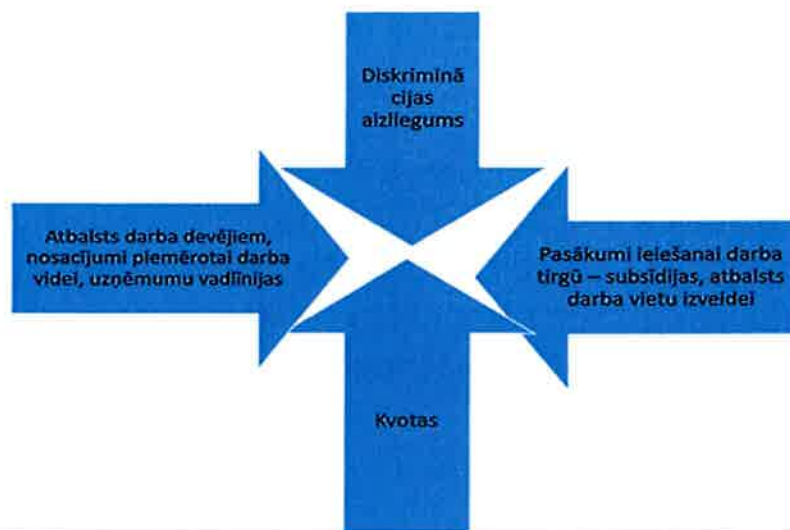 Diskriminā
cijas
aizliegums
Atbalsts darba devējiem,
nosacījumi piemērotai darba
videi, uzņēmumu vadlīnijas
Pasākumi ieiešanai darba
tirgū – subsīdijas, atbalsts
darba vietu izveidei
Kvotas